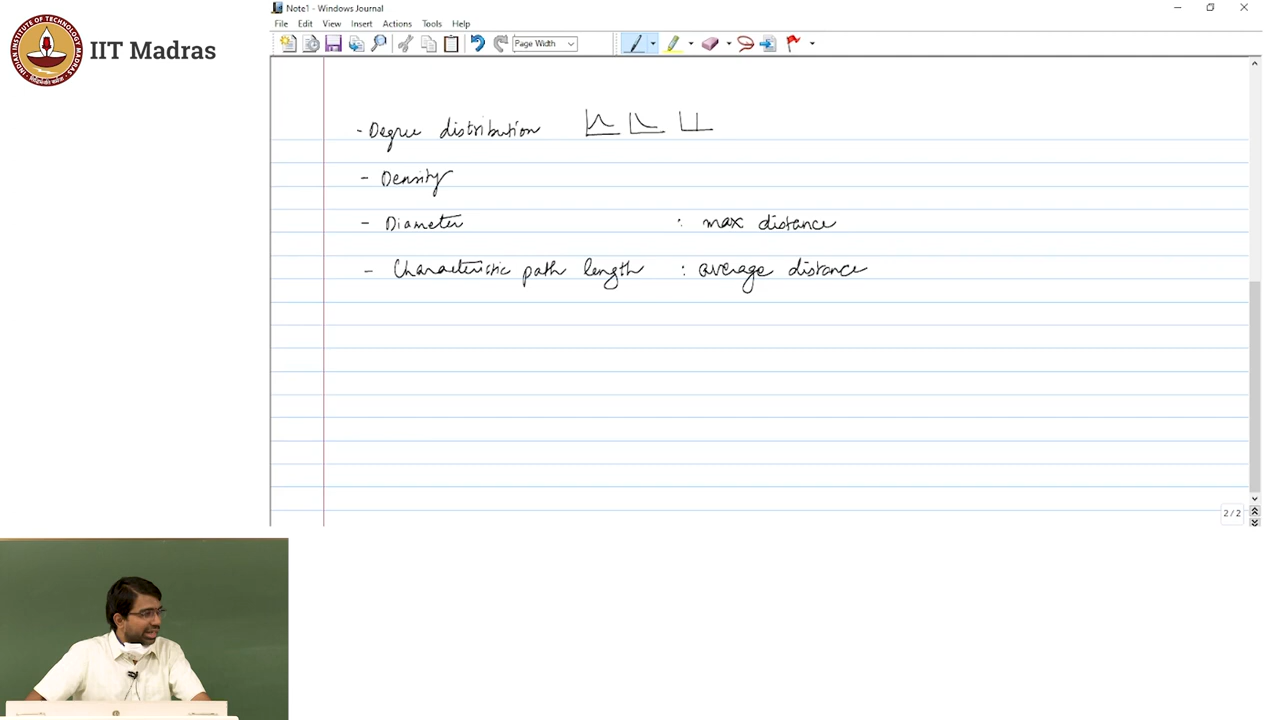 Note1 - Windows Journal
File Edit View Insert Actions Tools Help
IIT Madras
Page Width
- Degree distribution
- Density
- Diameter : max distance
- Characteristic path length : average distance
2 / 2